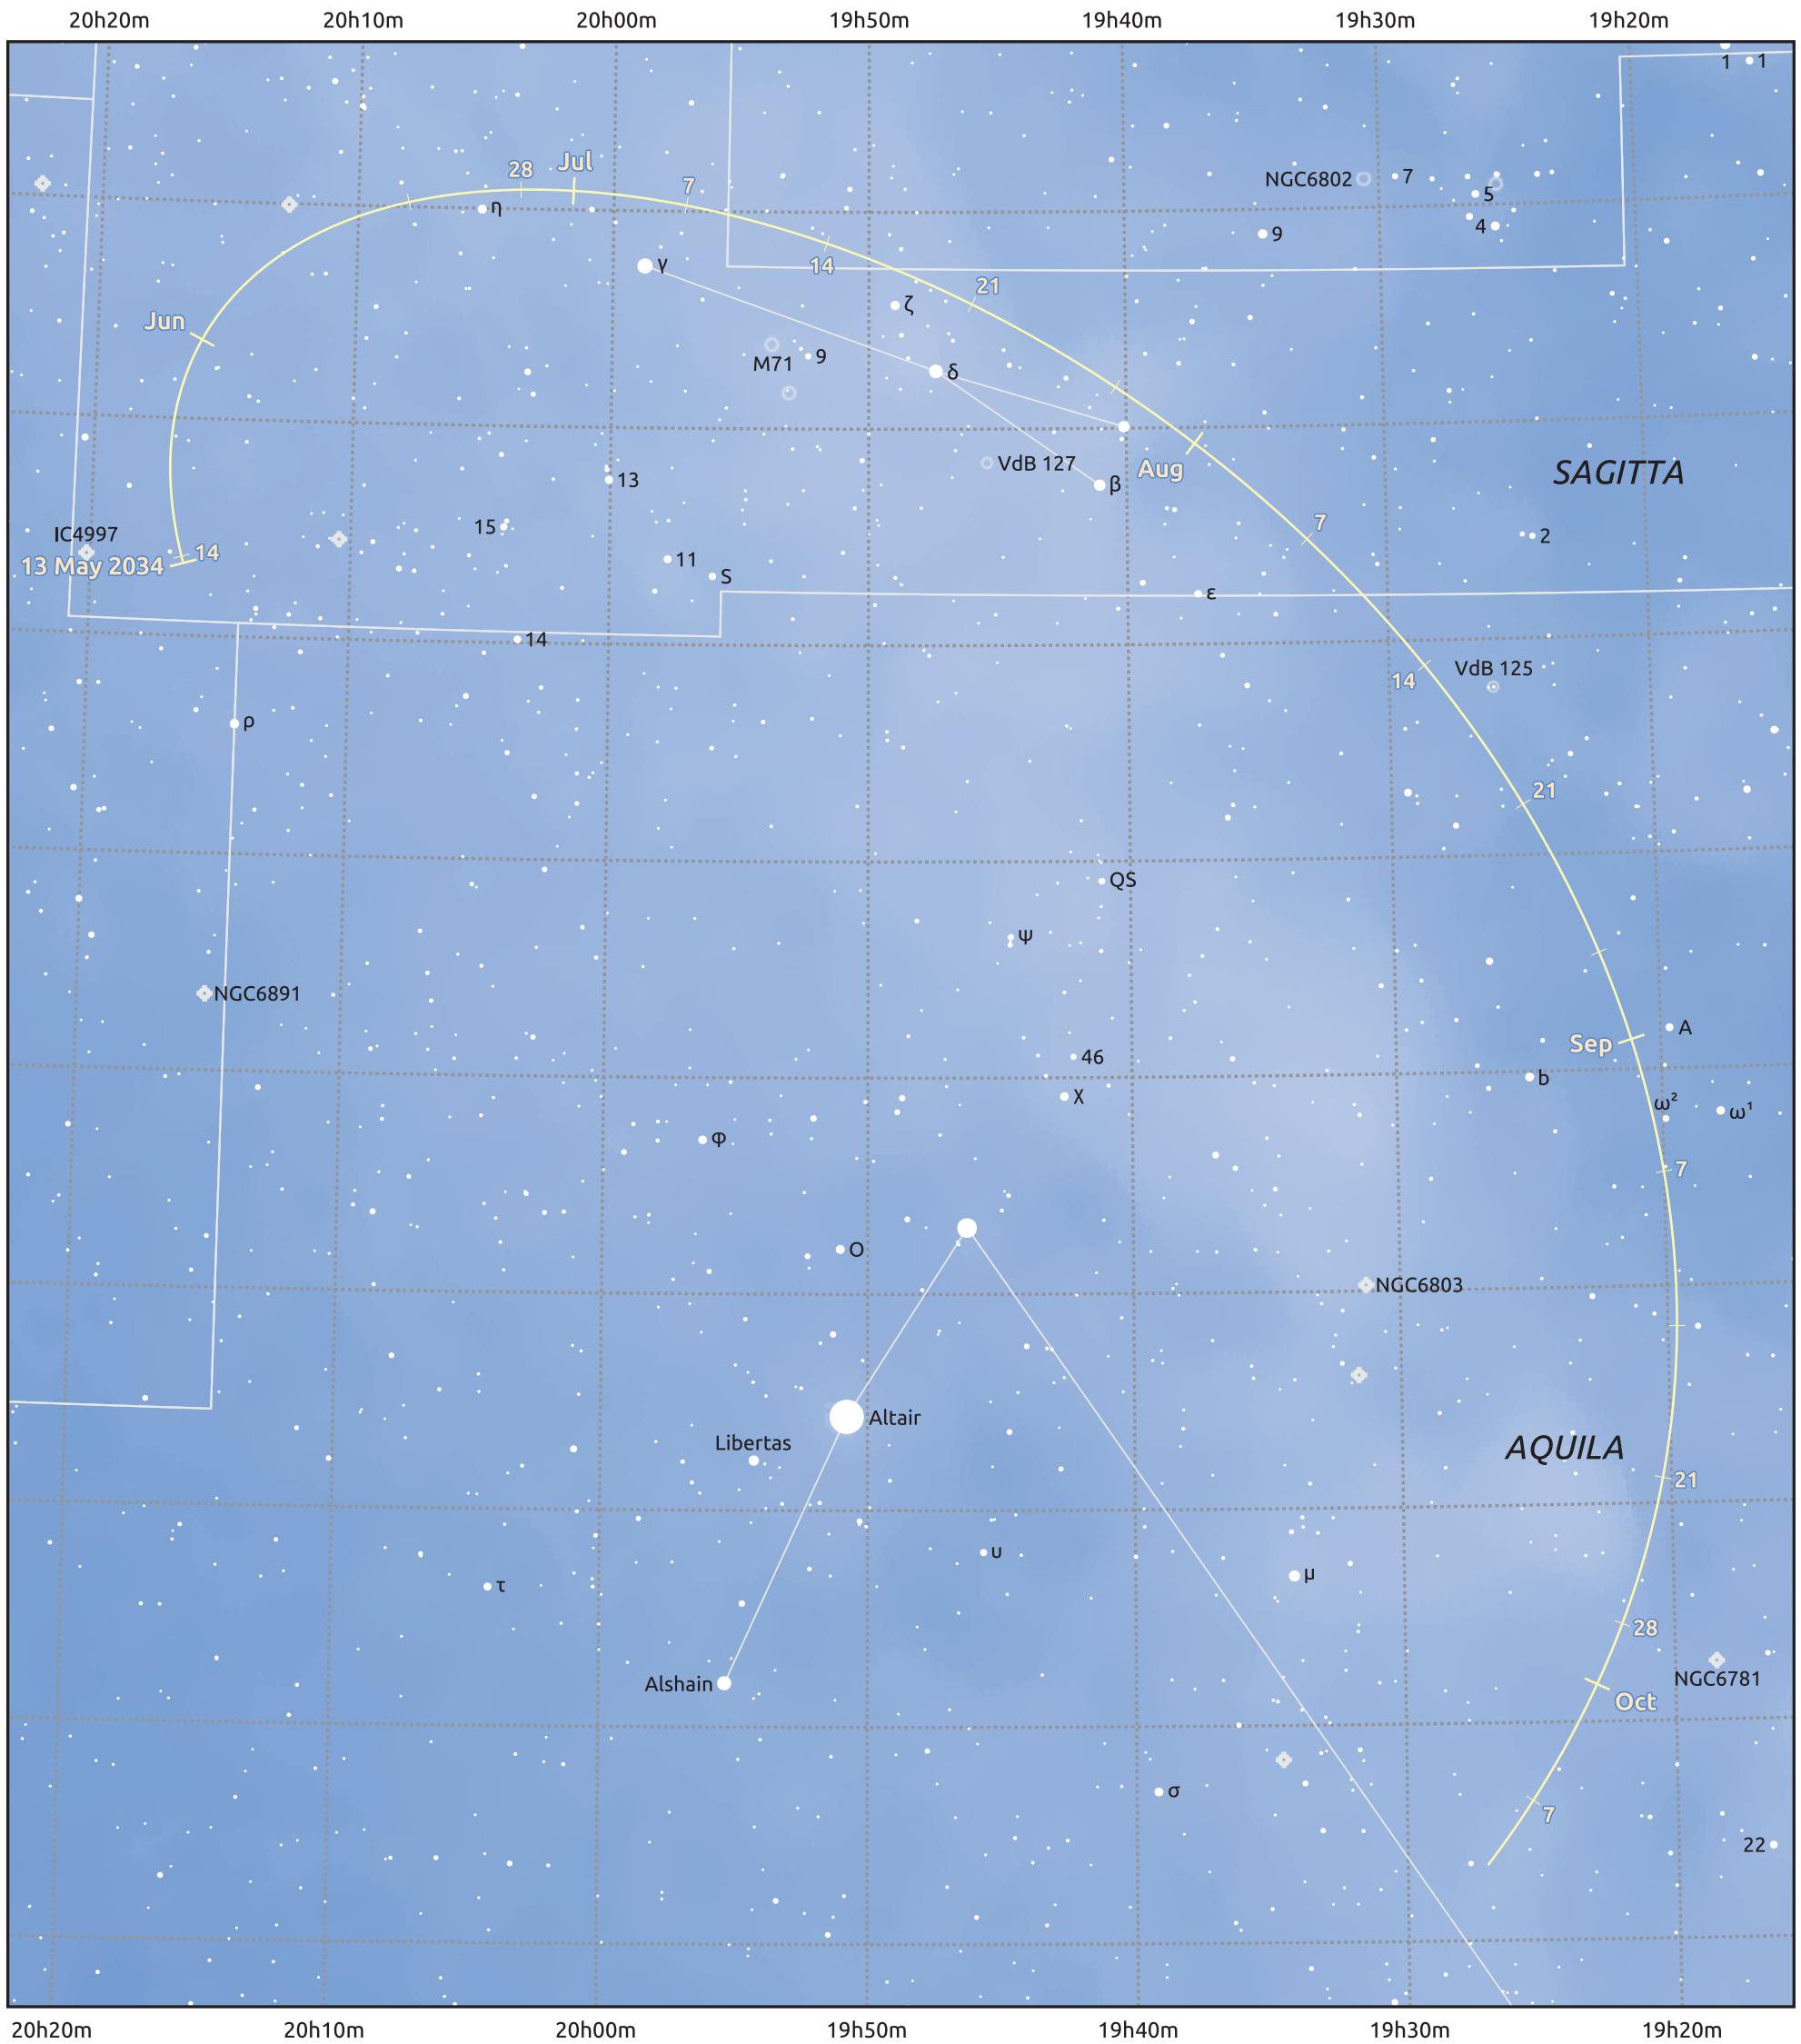 20h20m 20h10m 20h00m 19h50m 19h40m 19h30m 19h20m
1 1
28 Jul 7
NGC6802 7
5
4
η
9
γ
14
21
ζ
Jun
M71 9
δ
Aug
SAGITTA
VdB 127
β
13
15
7
2
IC4997
13 May 2034 14
11
S
ε
14
14
VdB 125
ρ
21
QS
ψ
NGC6891
A
Sep
46
b
χ
ω²
ω¹
φ
7
ο
NGC6803
Altair
Libertas
AQUILA
21
υ
τ
μ
28
Alshain
NGC6781
Oct
σ
7
22
20h20m 20h10m 20h00m 19h50m 19h40m 19h30m 19h20m